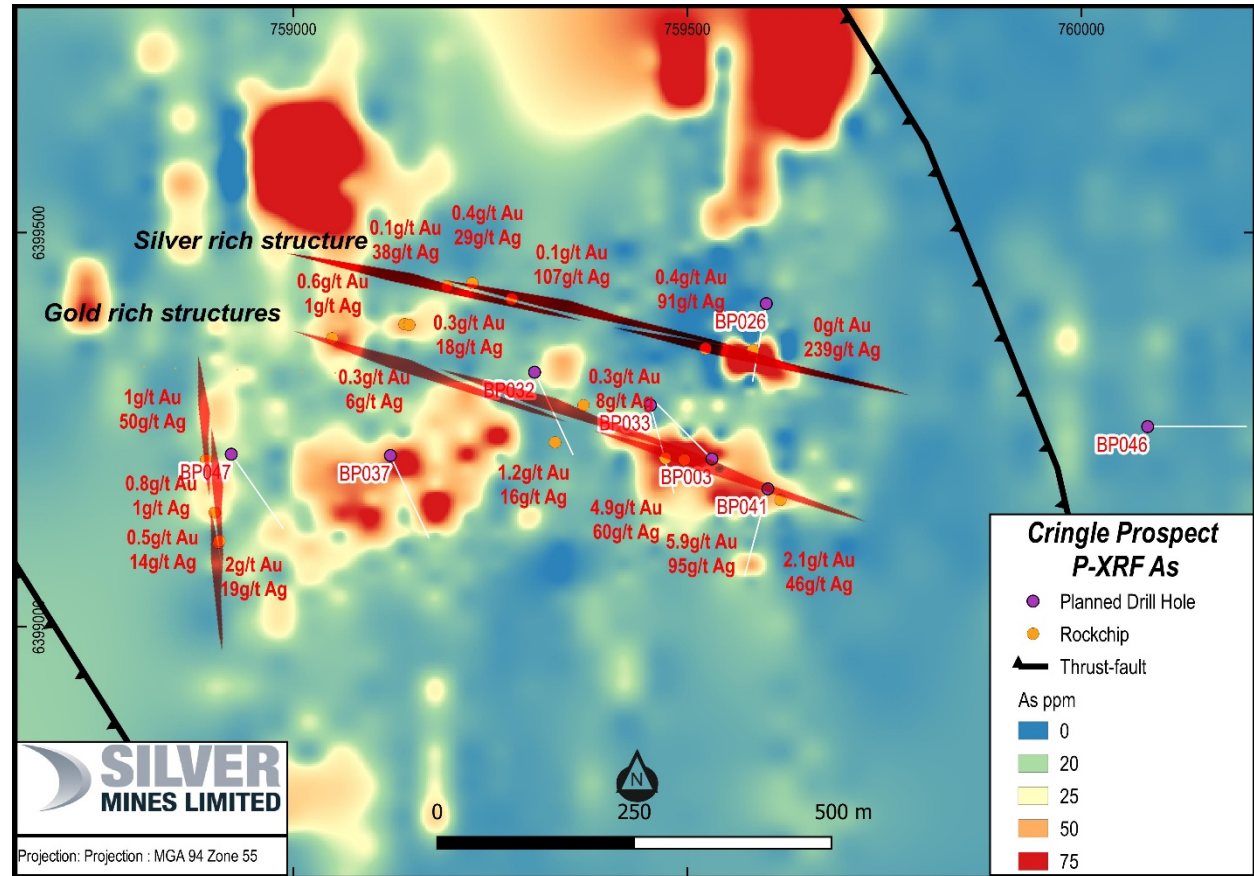 759000
759500
760000
6399500
6399000
Silver rich structure
Gold rich structures
0.1g/t Au
38g/t Ag
0.4g/t Au
29g/t Ag
0.1g/t Au
107g/t Ag
0.4g/t Au
91g/t Ag
BP026
0g/t Au
239g/t Ag
0.6g/t Au
1g/t Ag
0.3g/t Au
18g/t Ag
0.3g/t Au
6g/t Ag
BP032
0.3g/t Au
8g/t Ag
BP033
1g/t Au
50g/t Ag
BP047
BP037
BP003
BP046
1.2g/t Au
16g/t Ag
0.8g/t Au
1g/t Ag
4.9g/t Au
60g/t Ag
BP041
0.5g/t Au
14g/t Ag
2g/t Au
19g/t Ag
5.9g/t Au
95g/t Ag
2.1g/t Au
46g/t Ag
Cringle Prospect
P-XRF As
Planned Drill Hole
Rockchip
Thrust-fault
As ppm
0
20
25
50
75
SILVER
MINES LIMITED
Projection: Projection : MGA 94 Zone 55
N
0 250 500 m